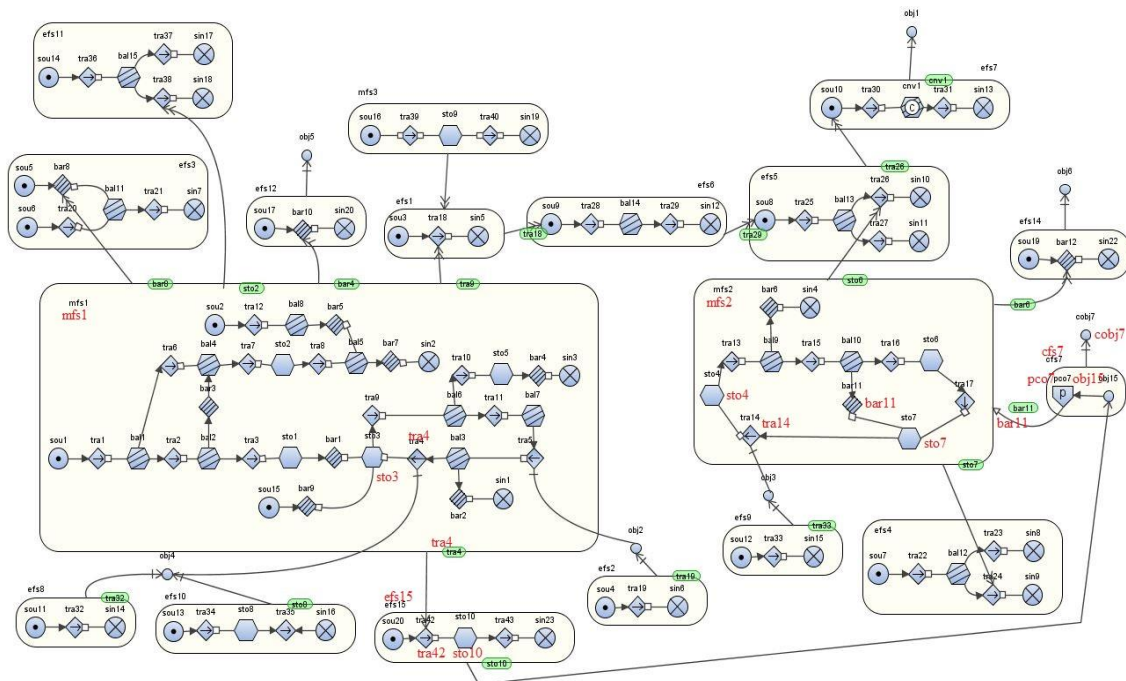 obj1
efs11
tra37
sin17
sou14
tra36
bal15
tra38
sin18
efs7
cnv1
cnv1
sou10
tra30
tra31
sin13
C
mfs3
sou16
tra39
sto9
tra40
sin19
obj5
efs3
sou5
bar8
bal11
tra21
sin7
sou6
tra20
efs12
sou17
bar10
sin20
efs1
sou3
tra18
sin5
tra18
efs6
sou9
tra28
bal14
tra29
sin12
tra29
efs5
tra26
sou8
tra25
bal13
tra26
sin10
tra27
sin11
obj6
efs14
sou19
bar12
sin22
bar8
sto2
bar4
tra9
sto6
bar6
mfs1
mfs1
sou2
tra12
bal8
bar5
sin2
tra6
bal4
tra7
sto2
tra8
bal5
bar7
tra10
sto5
bar4
sin3
bar3
tra9
bal6
tra11
bal7
sou1
tra1
bal1
tra2
bal2
tra3
sto1
bar1
sto3
sto3
tra4
tra4
bal3
tra5
sou15
bar9
bar2
sin1
tra4
tra4
mfs2
mfs2
bar6
sin4
tra13
bal9
tra15
bal10
tra16
sto6
sto4
sto4
bar11
bar11
tra17
tra14
tra14
sto7
sto7
sto7
cobj7
cobj7
cfs7
cfs7
pco7
pco7
obj15
obj15
p
bar11
bar11
obj3
efs9
tra33
sou12
tra33
sin15
efs4
sou7
tra22
bal12
tra23
sin8
tra24
sin9
obj4
obj2
efs8
tra32
sou11
tra32
sin14
efs10
sto8
sou13
tra34
sto8
tra35
sin16
efs15
efs15
sou20
tra42
sto10
tra43
sin23
tra42
sto10
sto10
efs2
tra19
sou4
tra19
sin6